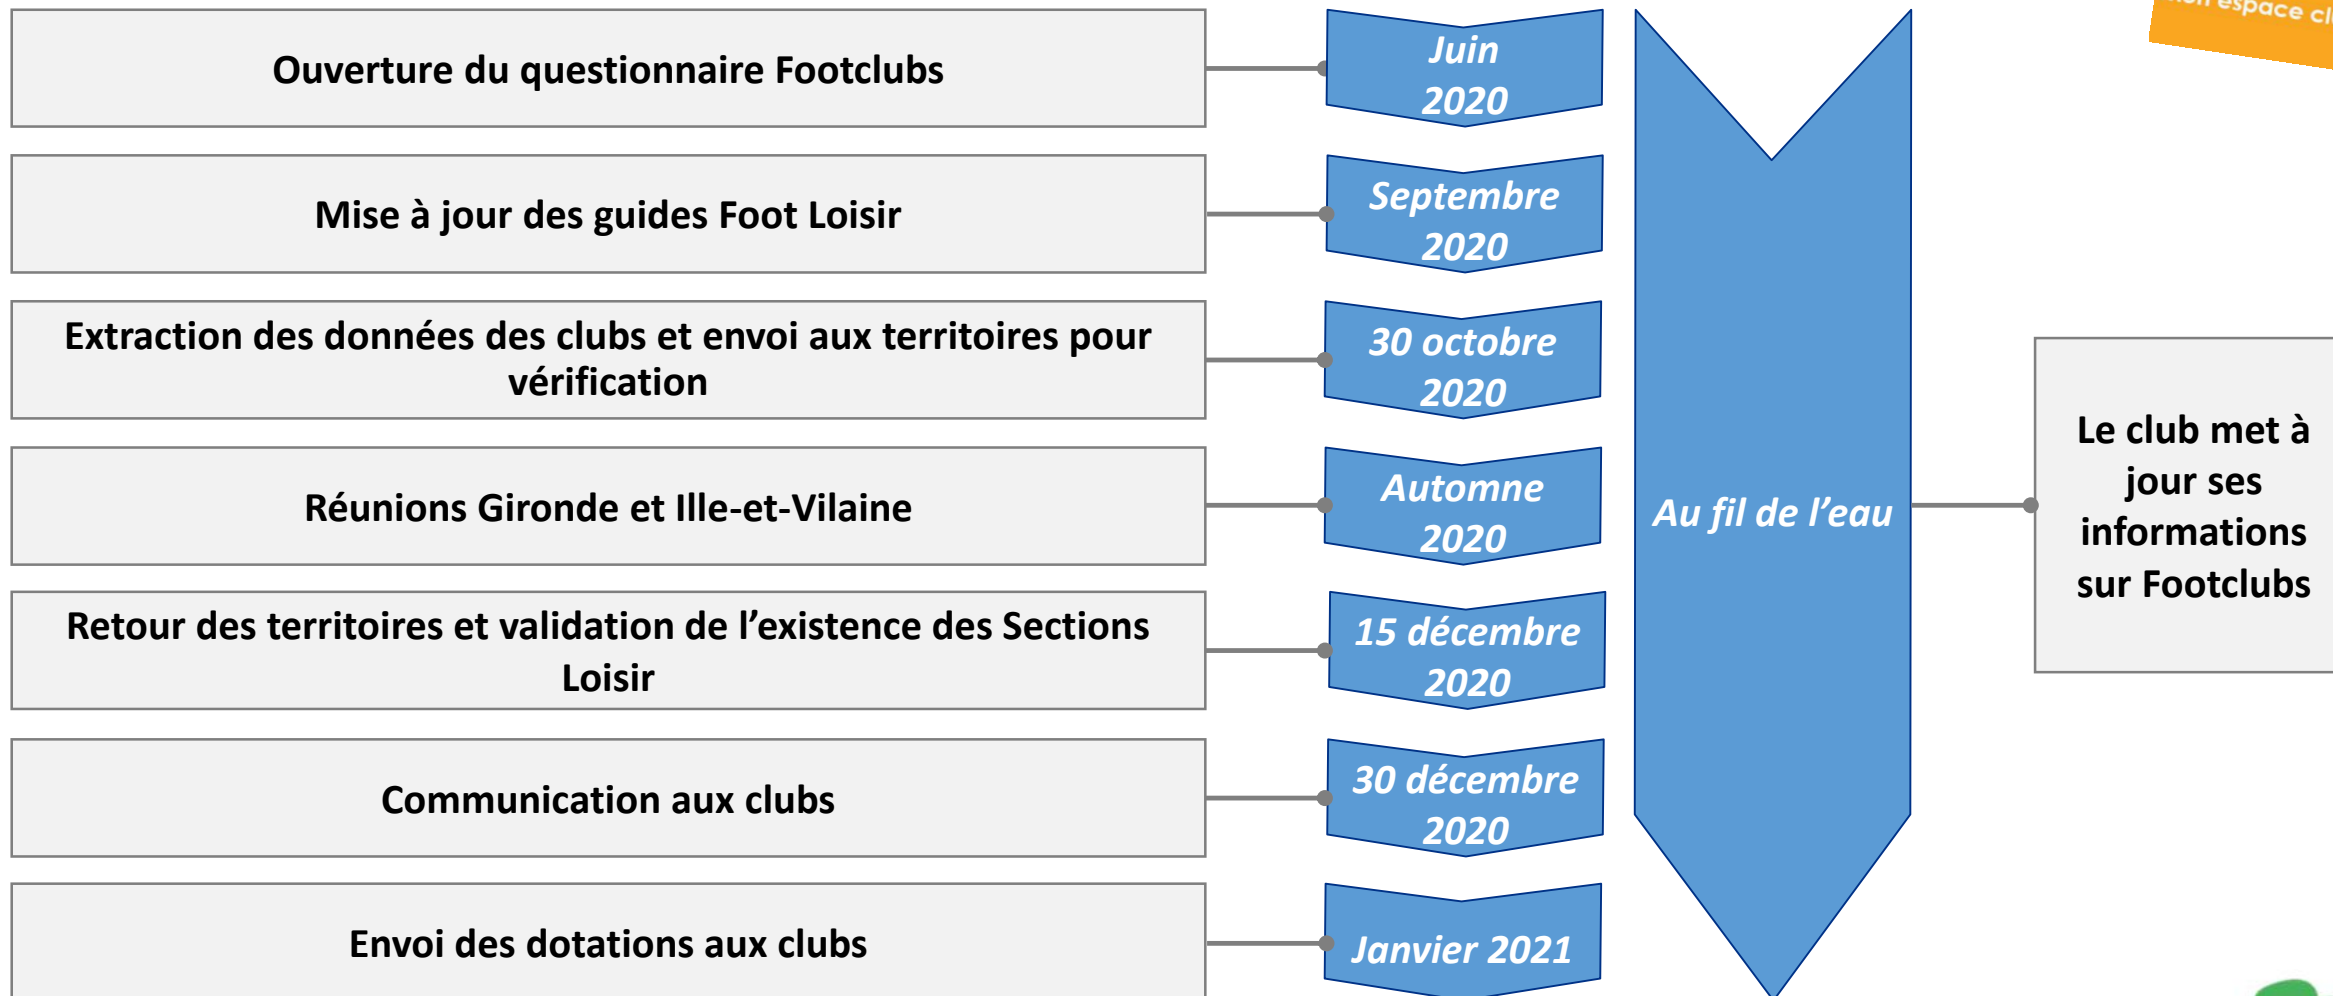 espace
Ouverture du questionnaire Footclubs
Juin
2020
Mise à jour des guides Foot Loisir
Septembre
2020
Extraction des données des clubs et envoi aux territoires pour
vérification
30 octobre
2020
Réunions Gironde et Ille-et-Vilaine
Automne
2020
Retour des territoires et validation de l’existence des Sections
Loisir
15 décembre
2020
Communication aux clubs
30 décembre
2020
Envoi des dotations aux clubs
Janvier 2021
Au fil de l’eau
Le club met à
jour ses
informations
sur Footclubs